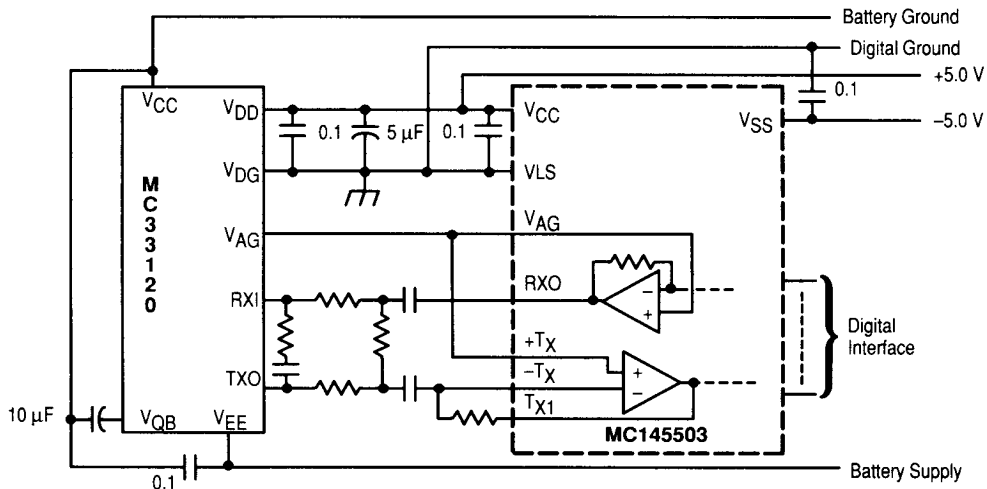 Battery Ground
Digital Ground
+5.0 V
0.1
−5.0 V
VCC
VDD
0.1
5 μF
0.1
VCC
VSS
VDG
VLS
MC33120
VAG
VAG
RXI
RXO
−
+
Digital
Interface
TXO
+TX
−TX
+
−
TX1
10 μF
VQB
VEE
MC145503
0.1
Battery Supply